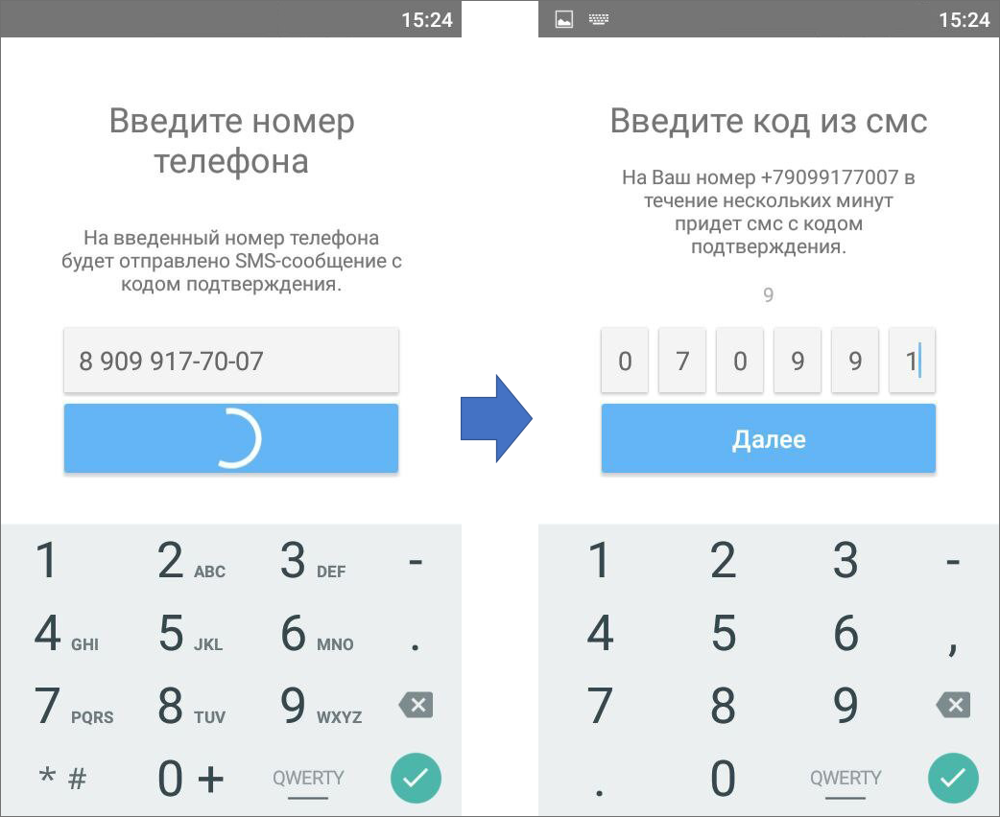 15:24
Введите номер
телефона
На введенный номер телефона
будет отправлено SMS-сообщение с
кодом подтверждения.
8 909 917-70-07
1 2 ABC 3 DEF -
4 GHI 5 JKL 6 MNO .
7 PQRS 8 TUV 9 WXYZ
* # 0 + QWERTY
15:24
Введите код из смс
На Ваш номер +79099177007 в
течение нескольких минут
придет смс с кодом
подтверждения.
9
0 7 0 9 9 1
Далее
1 2 3 -
4 5 6 ,
7 8 9
. 0 QWERTY